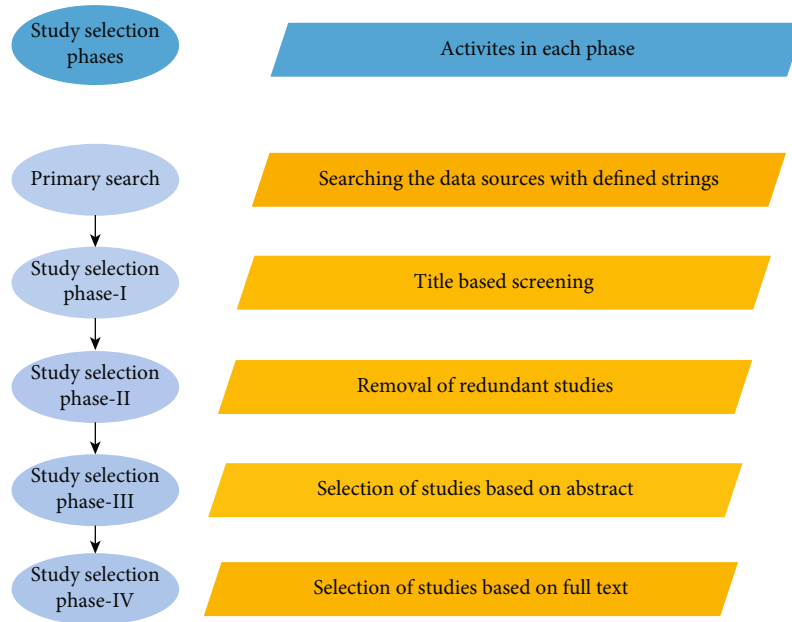 Study selection
phases
Activites in each phase
Primary search
Searching the data sources with defined strings
Study selection
phase-I
Title based screening
Study selection
phase-II
Removal of redundant studies
Study selection
phase-III
Selection of studies based on abstract
Study selection
phase-IV
Selection of studies based on full text